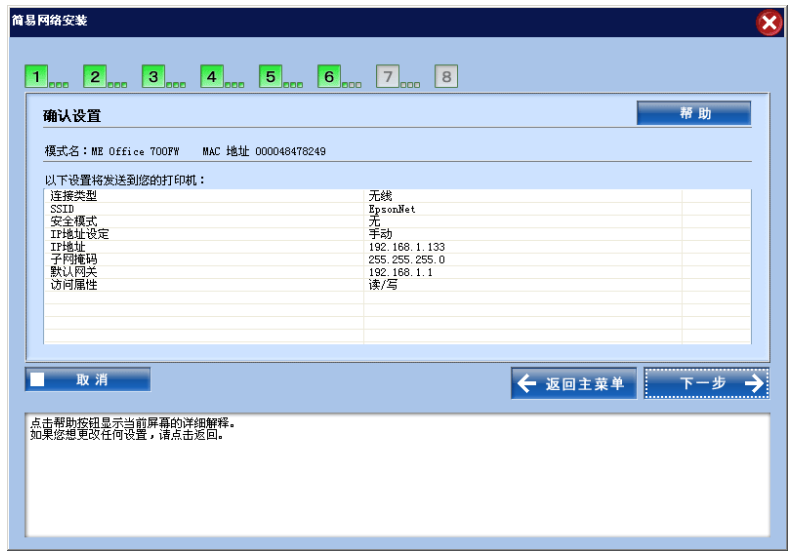 简易网络安装
1 2 3 4 5 6 7 8
确认设置
帮 助
模式名：ME Office 700FW MAC 地址 000048478249
以下设置将发送到您的打印机：
连接类型 无线
SSID EpsonNet
安全模式 无
IP地址设定 手动
IP地址 192.168.1.133
子网掩码 255.255.255.0
默认网关 192.168.1.1
访问属性 读/写
取 消
返回主菜单
下一步
点击帮助按钮显示当前屏幕的详细解释。
如果您想更改任何设置，请点击返回。